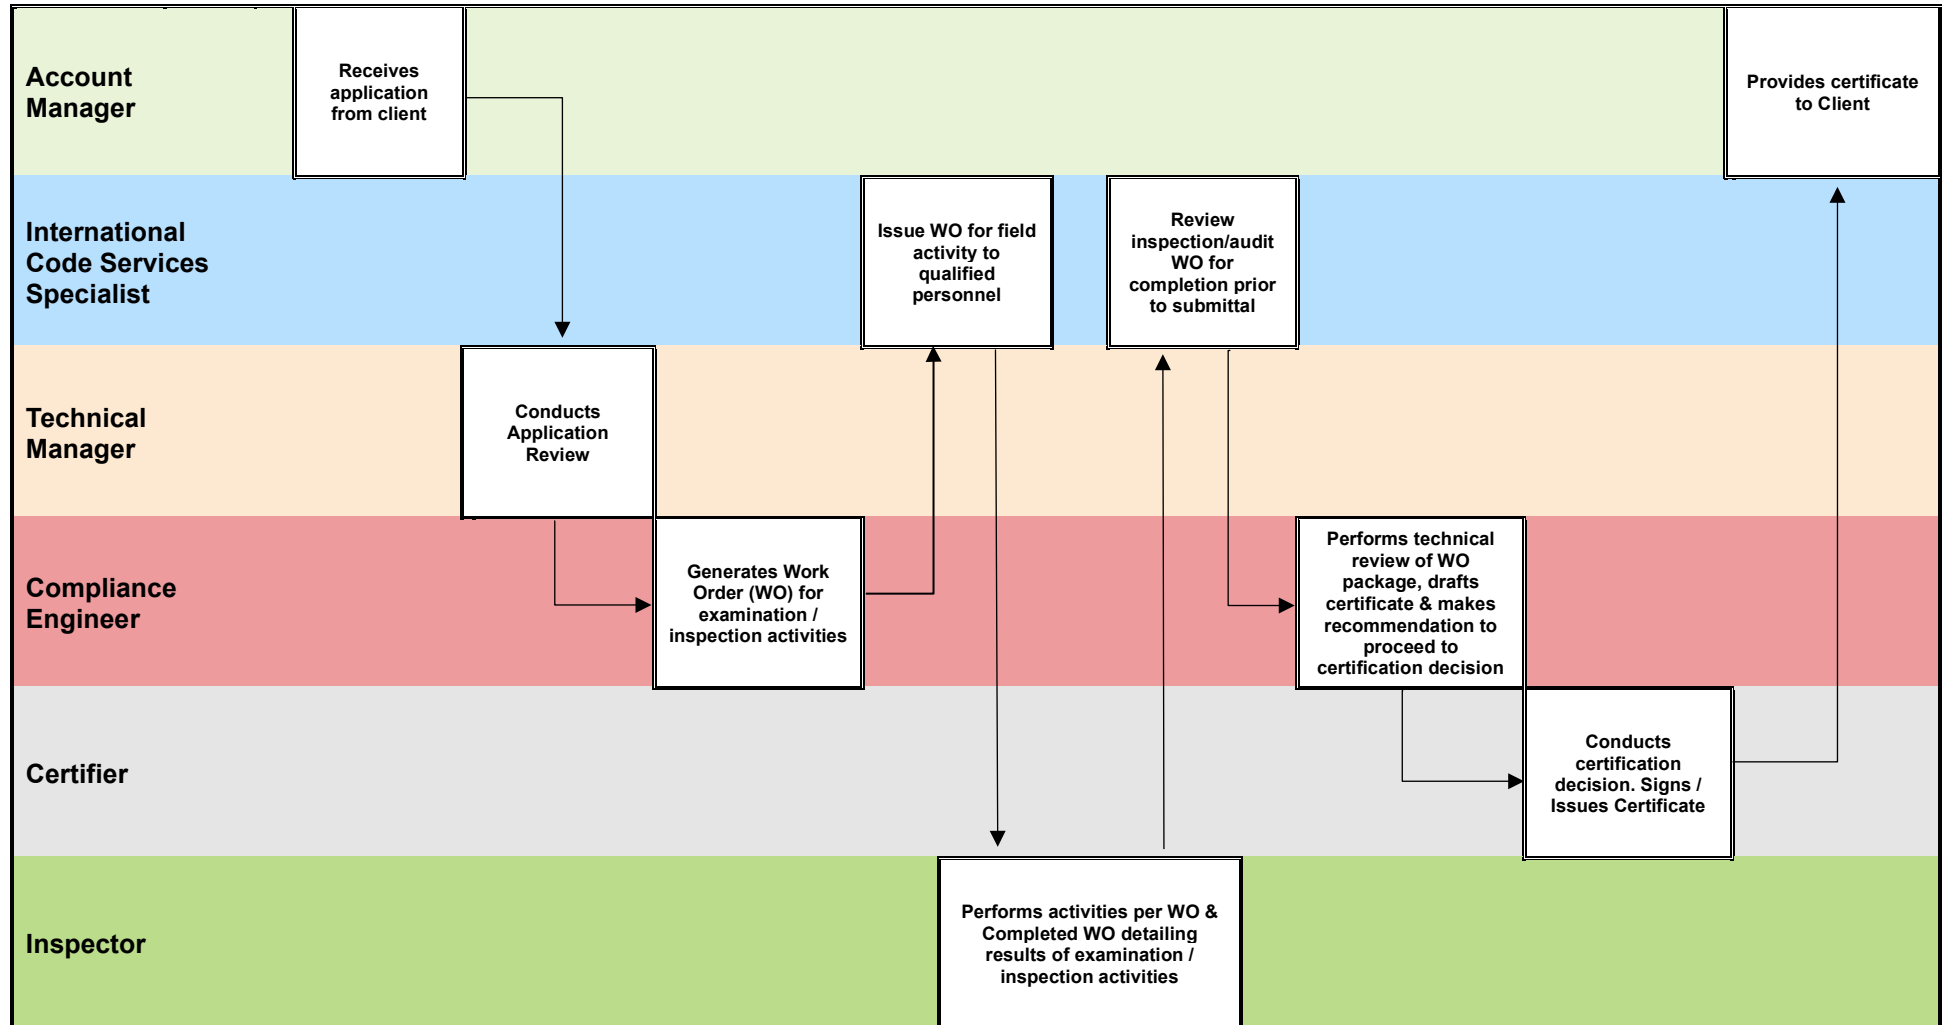 Account
Manager
Receives
application
from client
Provides certificate
to Client
International
Code Services
Specialist
Issue WO for field
activity to
qualified
personnel
Review
inspection/audit
WO for
completion prior
to submittal
Technical
Manager
Conducts
Application
Review
Compliance
Engineer
Generates Work
Order (WO) for
examination /
inspection activities
Performs technical
review of WO
package, drafts
certificate & makes
recommendation to
proceed to
certification decision
Certifier
Conducts
certification
decision. Signs /
Issues Certificate
Inspector
Performs activities per WO &
Completed WO detailing
results of examination /
inspection activities